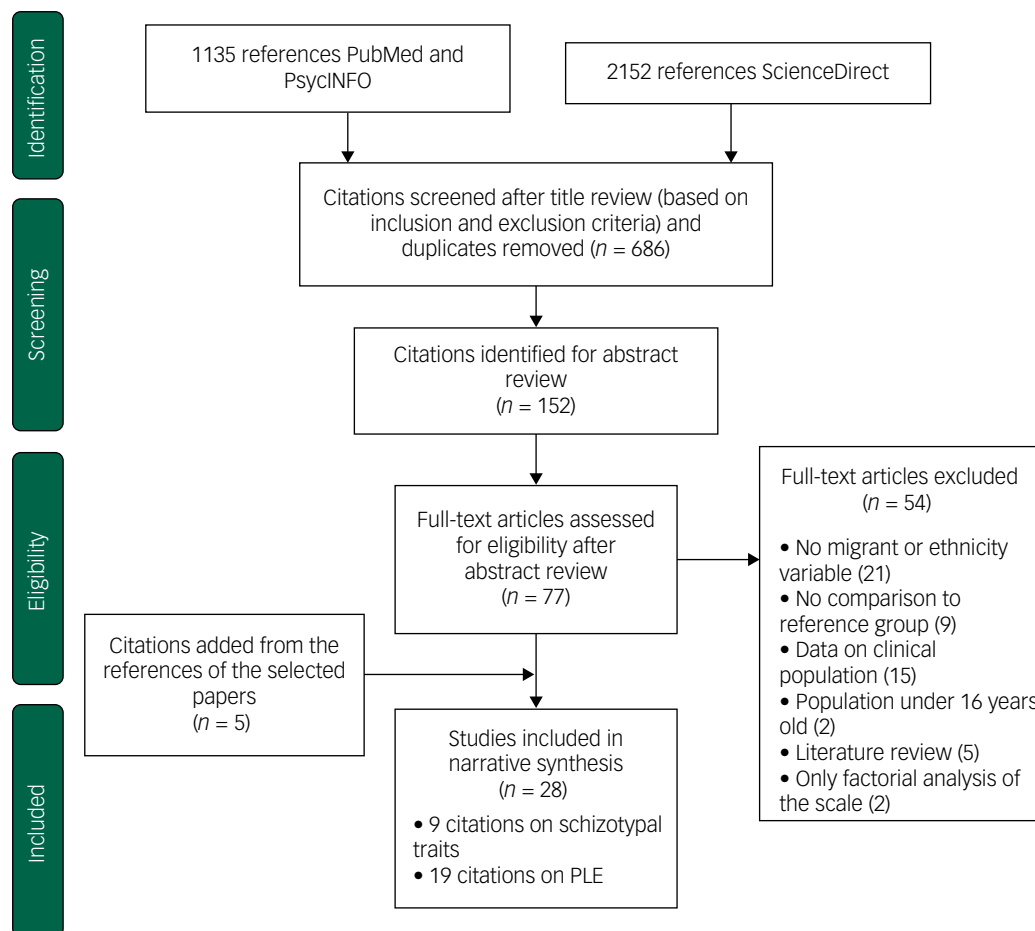 Identification
1135 references PubMed and
PsycINFO
2152 references ScienceDirect
Screening
Citations screened after title review (based on
inclusion and exclusion criteria) and
duplicates removed (n = 686)
Citations identified for abstract
review
(n = 152)
Eligibility
Full-text articles assessed
for eligibility after
abstract review
(n = 77)
Full-text articles excluded
(n = 54)
• No migrant or ethnicity
variable (21)
• No comparison to
reference group (9)
• Data on clinical
population (15)
• Population under 16 years
old (2)
• Literature review (5)
• Only factorial analysis of
the scale (2)
Citations added from the
references of the selected
papers
(n = 5)
Included
Studies included in
narrative synthesis
(n = 28)
• 9 citations on schizotypal
traits
• 19 citations on PLE